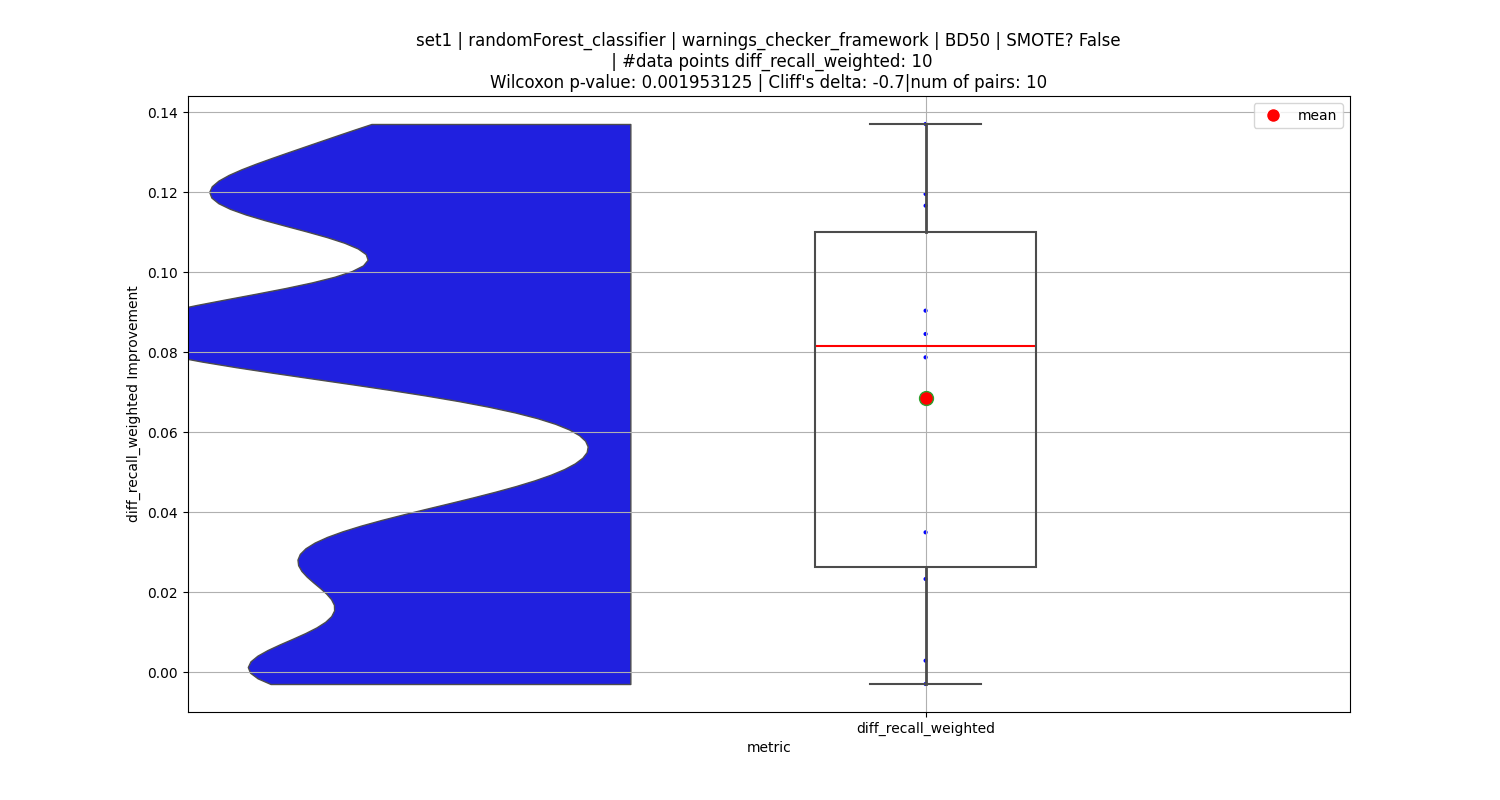 set1 | randomForest_classifier | warnings_checker_framework | BD50 | SMOTE? False
| #data points diff_recall_weighted: 10
Wilcoxon p-value: 0.001953125 | Cliff's delta: -0.7|num of pairs: 10
mean
0.14
0.12
0.10
0.08
0.06
0.04
0.02
0.00
diff_recall_weighted Improvement
diff_recall_weighted
metric